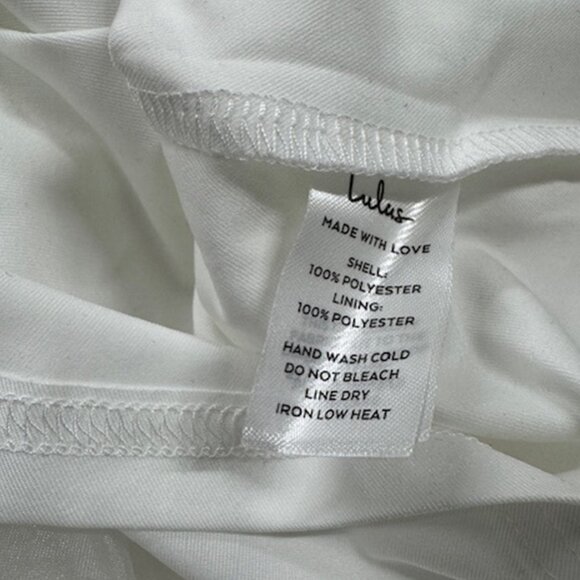 Lulus
MADE WITH LOVE
SHELL:
100% POLYESTER
LINING:
100% POLYESTER
HAND WASH COLD
DO NOT BLEACH
LINE DRY
IRON LOW HEAT